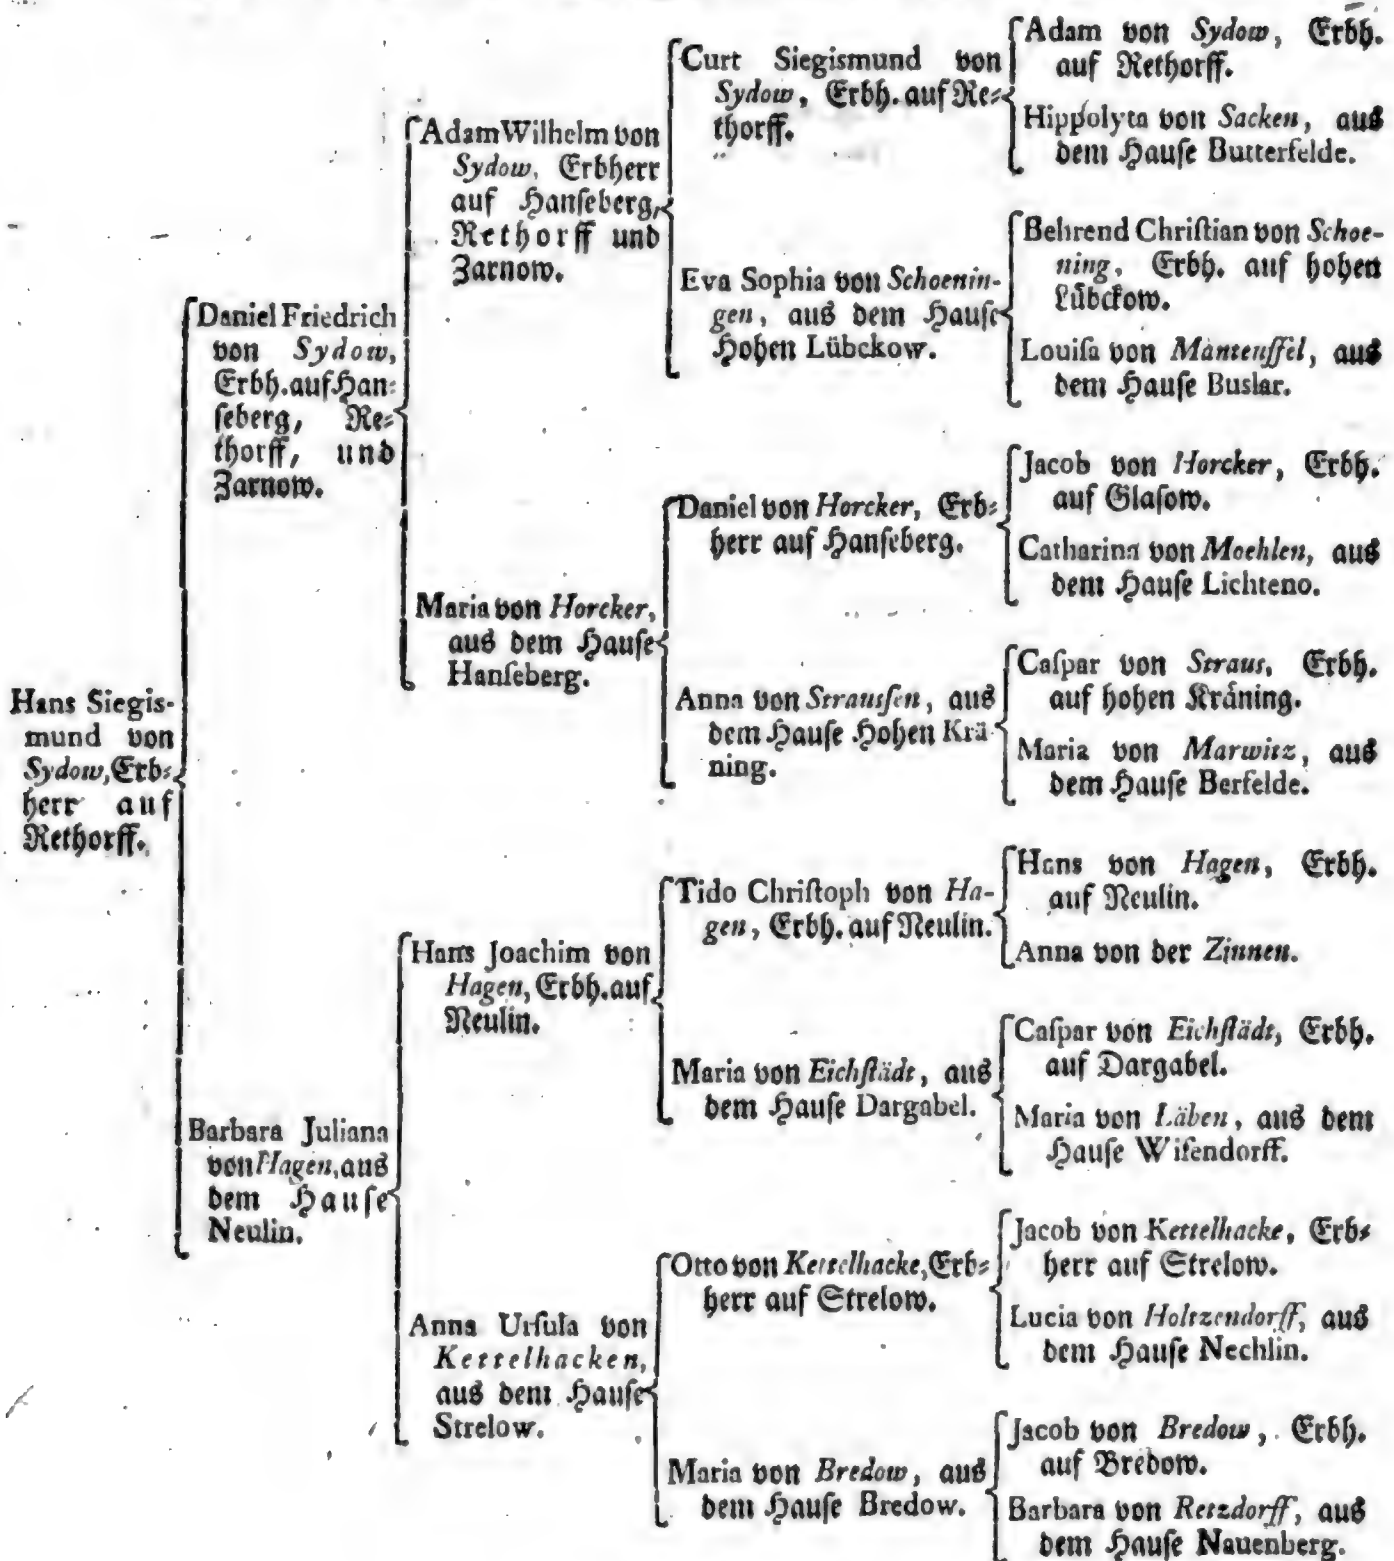 Hans Siegis-
mund von
Sydow, Erb-
herr auf
Rethorff.
Daniel Friedrich
von Sydow,
Erbh. auf Han-
ſeberg, Re-
thorff, und
Zarnow.
Barbara Juliana
von Hagen, aus
dem Hauſe
Neulin.
Adam Wilhelm von
Sydow, Erbherr
auf Hanſeberg,
Rethorff und
Zarnow.
Maria von Horcker,
aus dem Hauſe
Hanſeberg.
Hans Joachim von
Hagen, Erbh. auf
Neulin.
Anna Urſula von
Kettelhacken,
aus dem Hauſe
Strelow.
Curt Siegismund von
Sydow, Erbh. auf Re-
thorff.
Eva Sophia von Schoenin-
gen, aus dem Hauſe
Hohen Lübckow.
Daniel von Horcker, Erb-
herr auf Hanſeberg.
Anna von Strausſen, aus
dem Hauſe Hohen Krä-
ning.
Tido Chriſtoph von Ha-
gen, Erbh. auf Neulin.
Maria von Eichſtädt, aus
dem Hauſe Dargabel.
Otto von Kettelhacke, Erb-
herr auf Strelow.
Maria von Bredow, aus
dem Hauſe Bredow.
Adam von Sydow, Erbh.
auf Rethorff.
Hippolyta von Sacken, aus
dem Hauſe Butterfelde.
Behrend Chriſtian von Schoe-
ning, Erbh. auf hohen
Lübckow.
Louiſa von Manteuffel, aus
dem Hauſe Buslar.
Jacob von Horcker, Erbh.
auf Glaſow.
Catharina von Moehlen, aus
dem Hauſe Lichteno.
Caſpar von Straus, Erbh.
auf hohen Kräning.
Maria von Marwitz, aus
dem Hauſe Berfelde.
Hans von Hagen, Erbh.
auf Neulin.
Anna von der Zinnen.
Caſpar von Eichſtädt, Erbh.
auf Dargabel.
Maria von Läben, aus dem
Hauſe Wiſendorff.
Jacob von Kettelhacke, Erb-
herr auf Strelow.
Lucia von Holtzendorff, aus
dem Hauſe Nechlin.
Jacob von Bredow, Erbh.
auf Bredow.
Barbara von Retzdorff, aus
dem Hauſe Nauenberg.